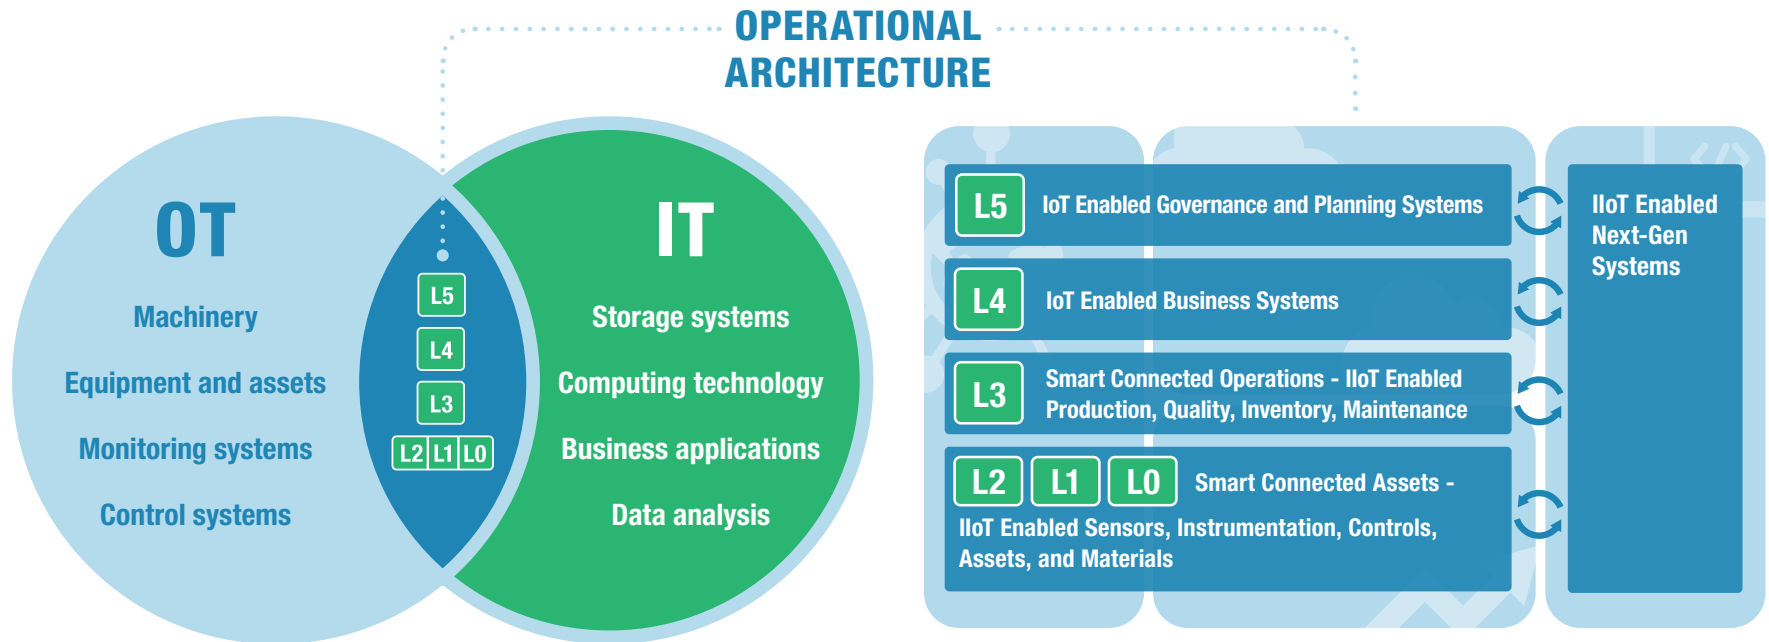 OPERATIONAL
ARCHITECTURE
OT
Machinery
Equipment and assets
Monitoring systems
Control systems
L5
L4
L3
L2 L1 L0
IT
Storage systems
Computing technology
Business applications
Data analysis
L5 IoT Enabled Governance and Planning Systems
L4 IoT Enabled Business Systems
L3 Smart Connected Operations - IIoT Enabled
Production, Quality, Inventory, Maintenance
L2 L1 L0 Smart Connected Assets -
IIoT Enabled Sensors, Instrumentation, Controls,
Assets, and Materials
IIoT Enabled
Next-Gen
Systems